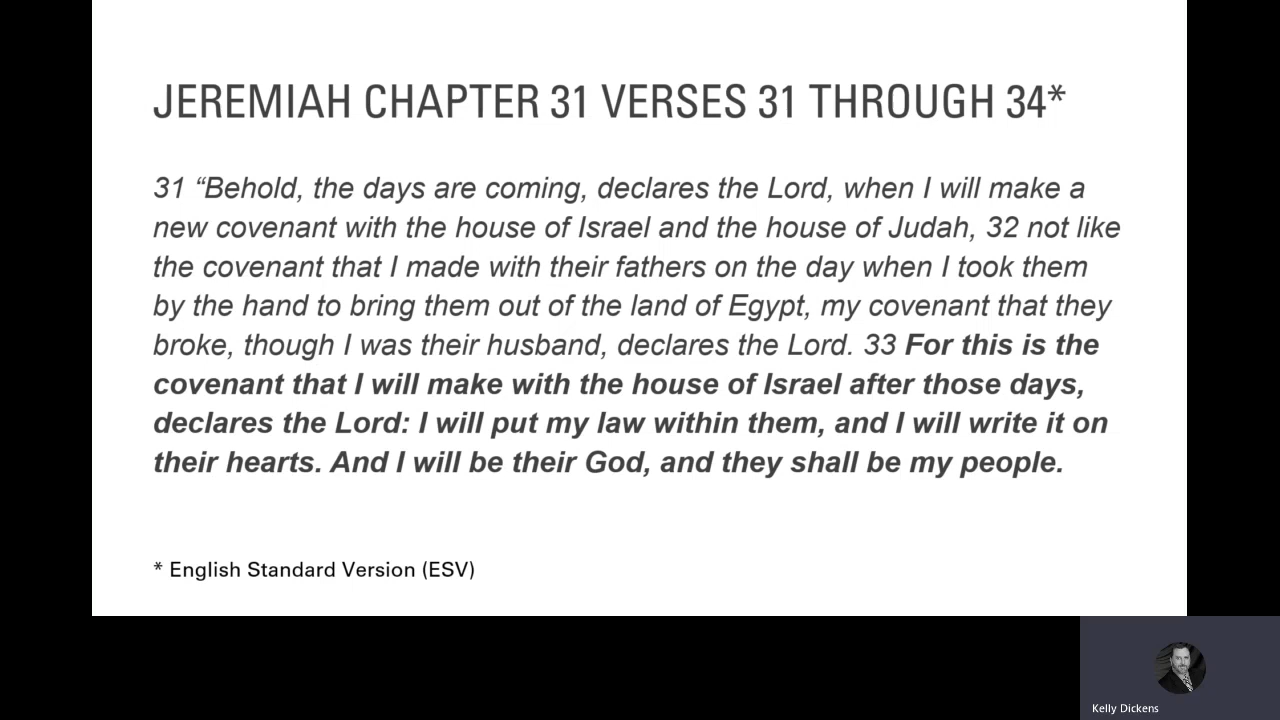 JEREMIAH CHAPTER 31 VERSES 31 THROUGH 34*
31 “Behold, the days are coming, declares the Lord, when I will make a
new covenant with the house of Israel and the house of Judah, 32 not like
the covenant that I made with their fathers on the day when I took them
by the hand to bring them out of the land of Egypt, my covenant that they
broke, though I was their husband, declares the Lord. 33 For this is the
covenant that I will make with the house of Israel after those days,
declares the Lord: I will put my law within them, and I will write it on
their hearts. And I will be their God, and they shall be my people.
* English Standard Version (ESV)
Kelly Dickens